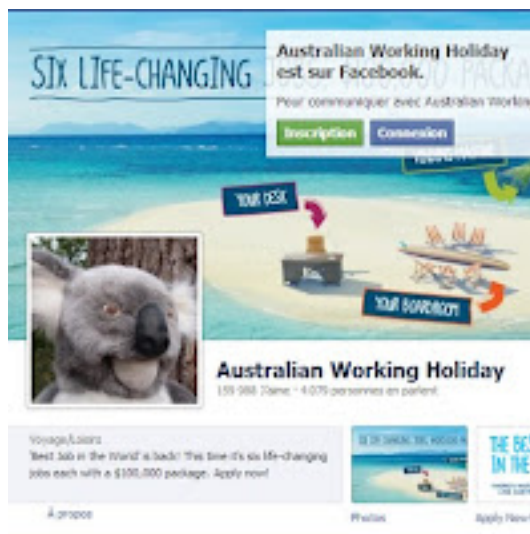 SIX LIFE-CHANGING
Australian Working Holiday
est sur Facebook.
Pour communiquer avec Australian Working
Inscription Connexion
YOUR DESK
YOUR BOARDROOM
Australian Working Holiday
4 079 personnes en parlent
Voyage/Loisirs
'Best Job in the World' is back! This time it's six life-changing
jobs each with a $100,000 package. Apply now!
À propos
Photos
THE BES
IN THE
Apply Now